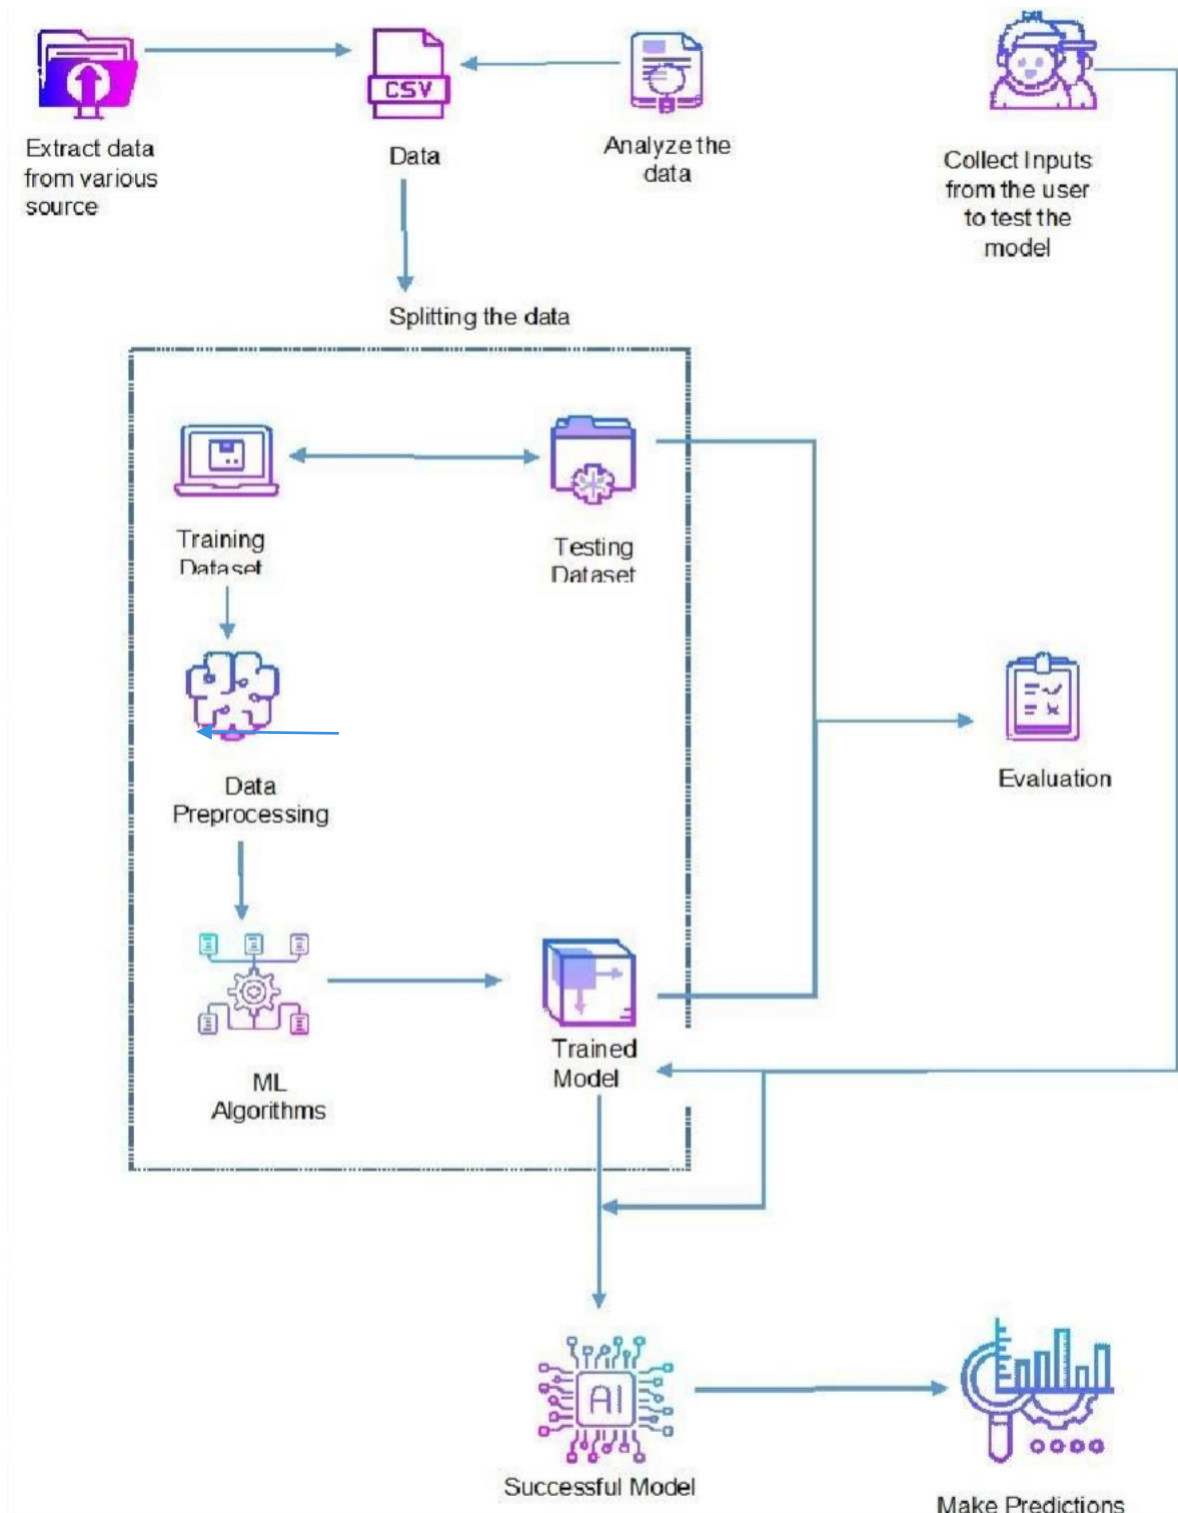 Extract data
from various
source
CSV
Data
Analyze the
data
Collect Inputs
from the user
to test the
model
Splitting the data
Training
Dataset
Testing
Dataset
Data
Preprocessing
Evaluation
ML
Algorithms
Trained
Model
AI
Successful Model
Make Predictions